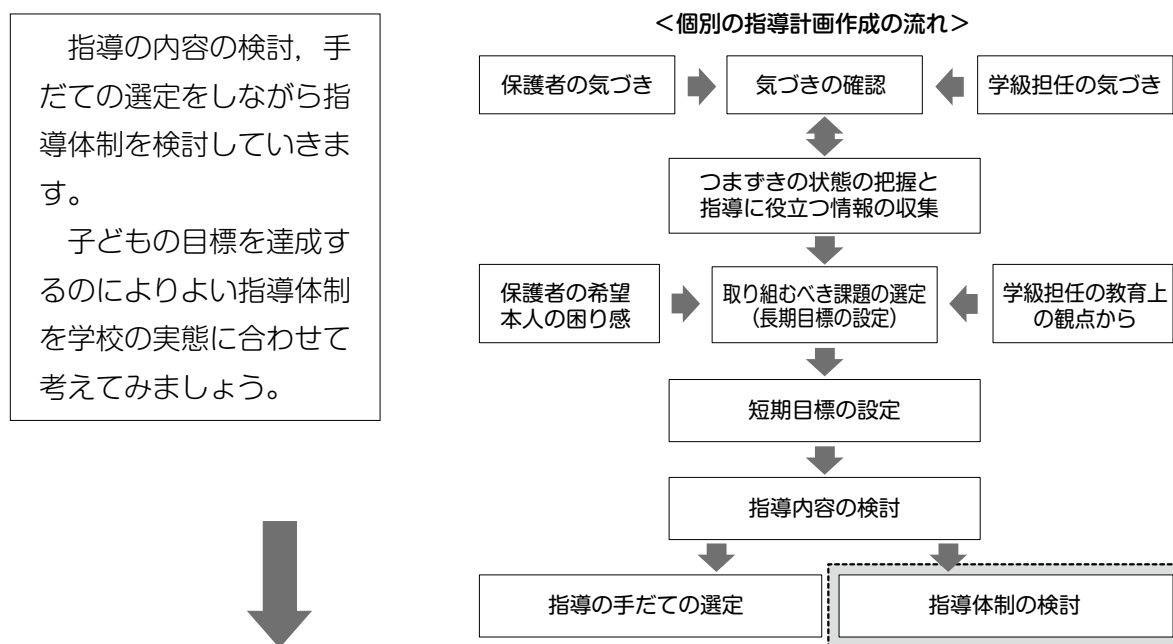 指導の内容の検討，手
だての選定をしながら指
導体制を検討していきま
す。
子どもの目標を達成す
るのによりよい指導体制
を学校の実態に合わせて
考えてみましょう。
＜個別の指導計画作成の流れ＞
保護者の気づき
気づきの確認
学級担任の気づき
つまずきの状態の把握と
指導に役立つ情報の収集
保護者の希望
本人の困り感
取り組むべき課題の選定
（長期目標の設定）
学級担任の教育上
の観点から
短期目標の設定
指導内容の検討
指導の手だての選定
指導体制の検討